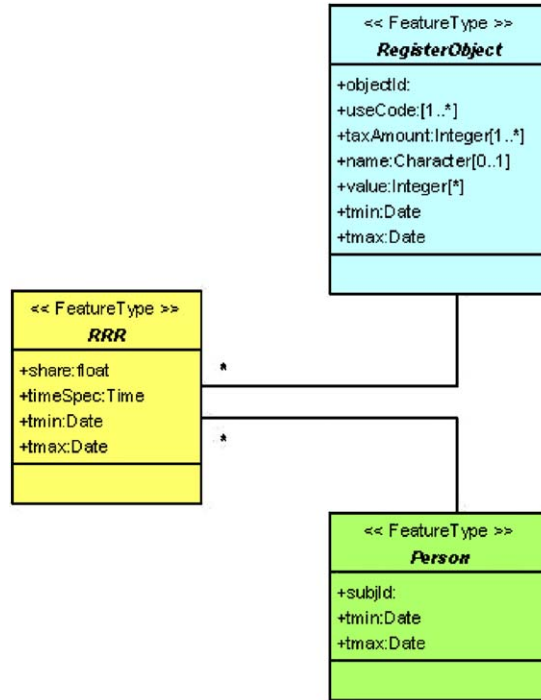 << FeatureType >>
RegisterObject
+objectId:
+useCode:[1..*]
+taxAmount:Integer[1..*]
+name:Character[0..1]
+value:Integer[*]
+tmin:Date
+tmax:Date
<< FeatureType >>
RRR
+share:float
+timeSpec:Time
+tmin:Date
+tmax:Date
*
*
<< FeatureType >>
Person
+subjId:
+tmin:Date
+tmax:Date